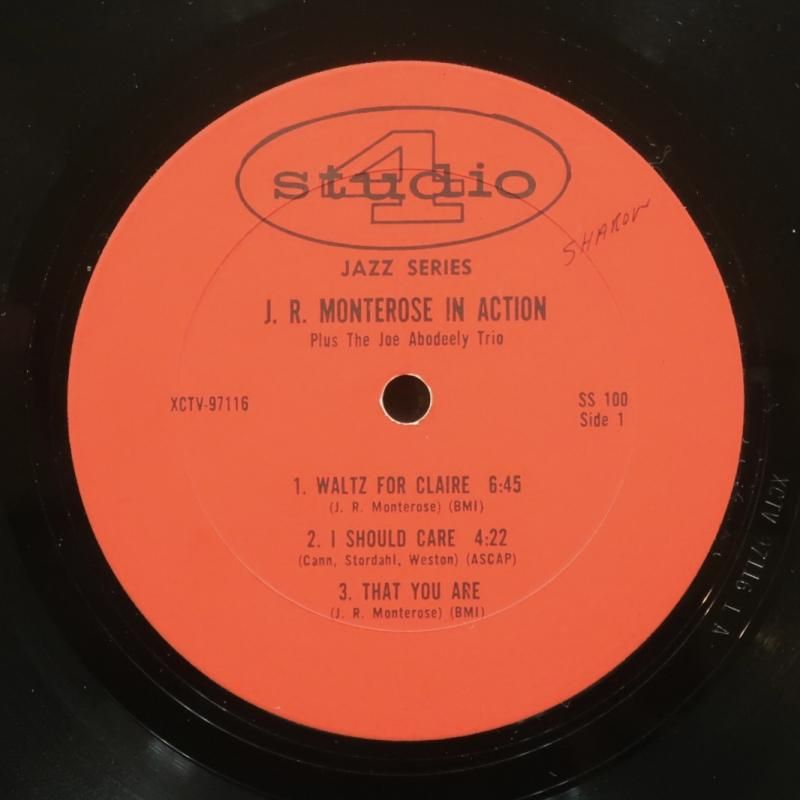 studio 4
SHARON
JAZZ SERIES
J. R. MONTEROSE IN ACTION
Plus The Joe Abodeely Trio
XCTV-97116
SS 100
Side 1
1. WALTZ FOR CLAIRE 6:45
(J. R. Monterose) (BMI)
2. I SHOULD CARE 4:22
(Cann, Stordahl, Weston) (ASCAP)
3. THAT YOU ARE
(J. R. Monterose) (BMI)
XCTV 97116 1A